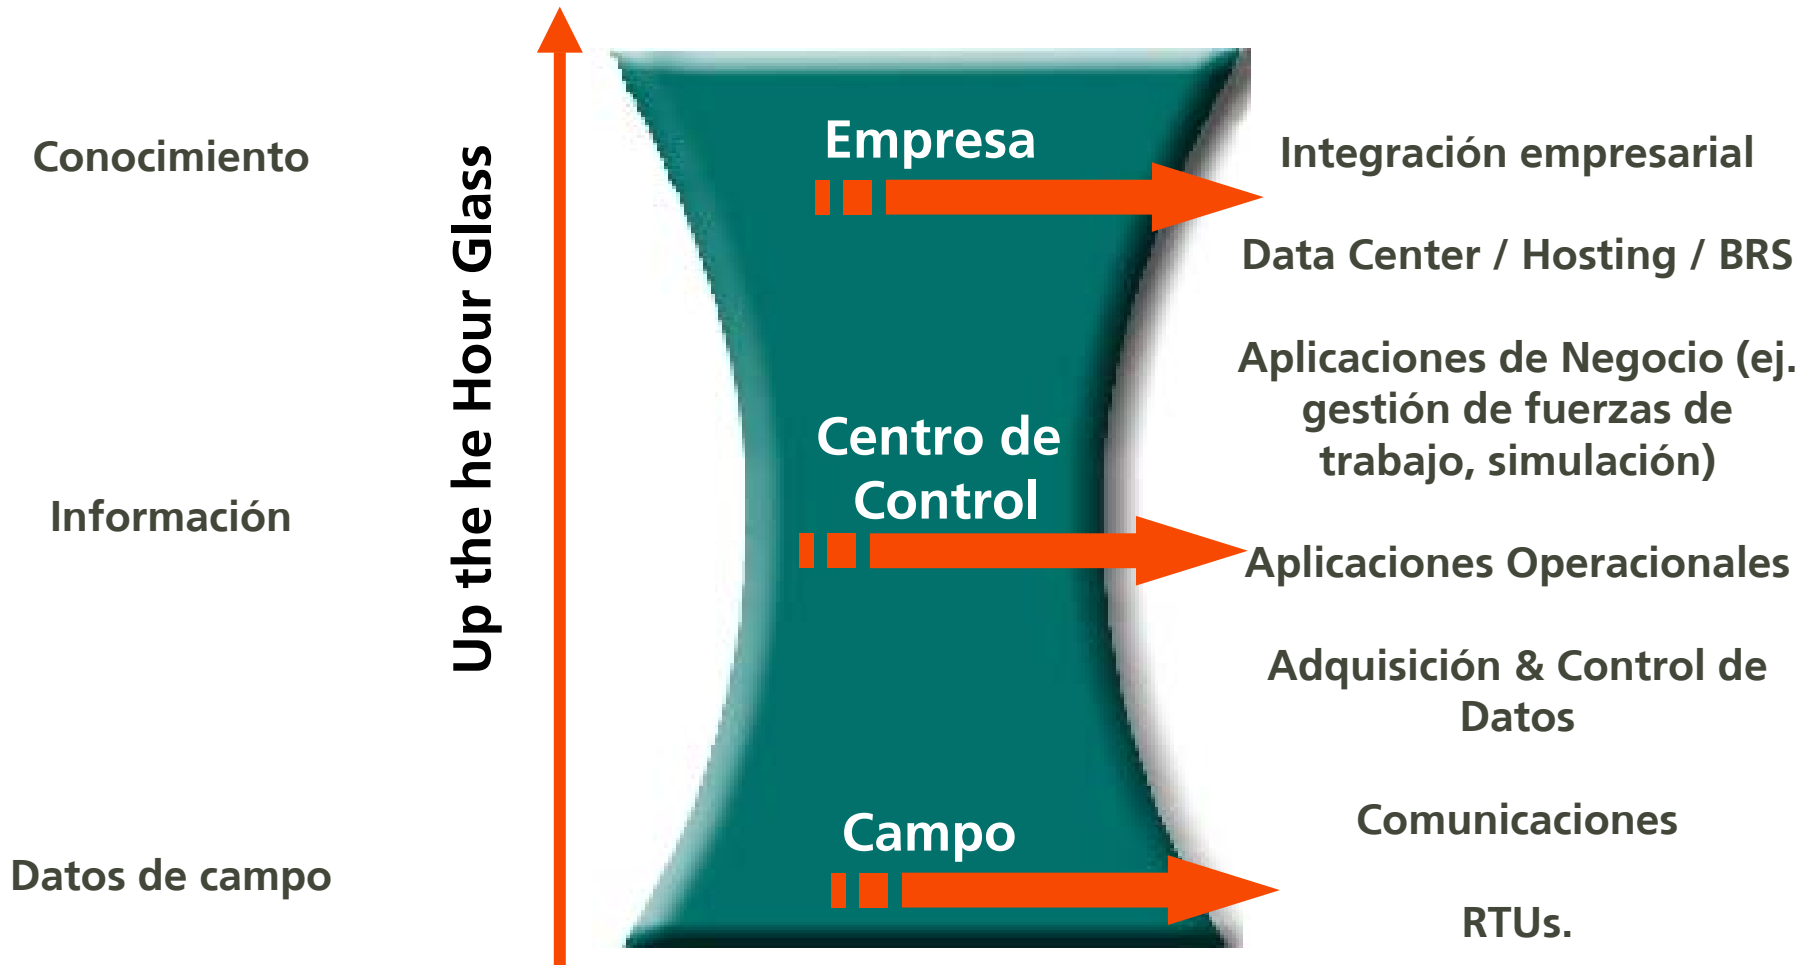 Conocimiento
Información
Datos de campo
Up the he Hour Glass
Empresa
Centro de
Control
Campo
Integración empresarial
Data Center / Hosting / BRS
Aplicaciones de Negocio (ej.
gestión de fuerzas de
trabajo, simulación)
Aplicaciones Operacionales
Adquisición & Control de
Datos
Comunicaciones
RTUs.